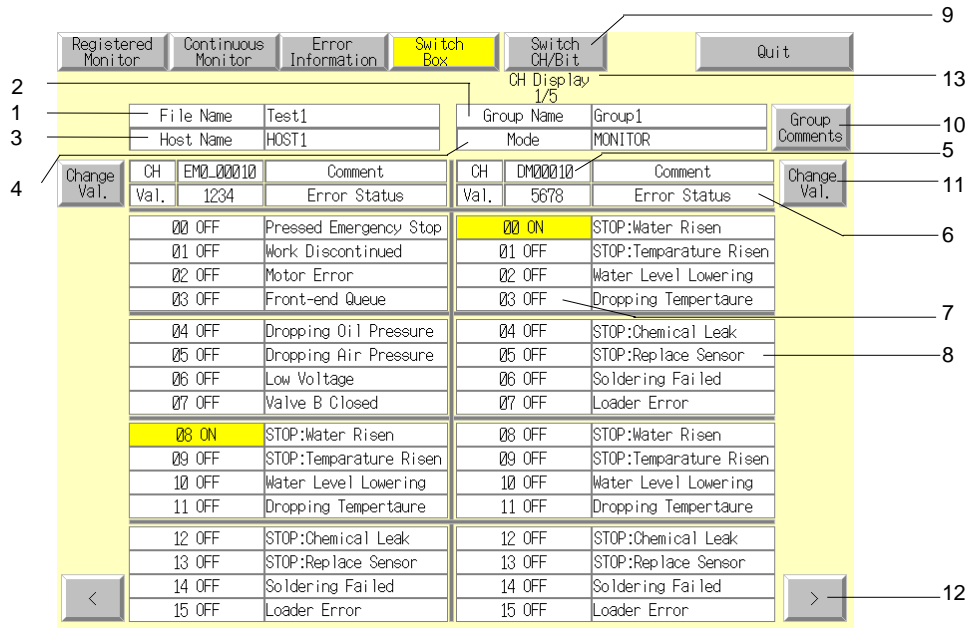 9
Registered Monitor
Continuous Monitor
Error Information
Switch Box
Switch CH/Bit
Quit
CH Display
1/5
13
2
1
File Name Test1
Group Name Group1
Group Comments
10
3
Host Name HOST1
Mode MONITOR
5
4
Change Val.
CH EM0_00010 Comment
CH DM00010 Comment
Change Val.
11
Val. 1234 Error Status
Val. 5678 Error Status
6
00 OFF Pressed Emergency Stop
00 ON STOP:Water Risen
01 OFF Work Discontinued
01 OFF STOP:Temparature Risen
02 OFF Motor Error
02 OFF Water Level Lowering
03 OFF Front-end Queue
03 OFF Dropping Tempertaure
7
04 OFF Dropping Oil Pressure
04 OFF STOP:Chemical Leak
05 OFF Dropping Air Pressure
05 OFF STOP:Replace Sensor
8
06 OFF Low Voltage
06 OFF Soldering Failed
07 OFF Valve B Closed
07 OFF Loader Error
08 ON STOP:Water Risen
08 OFF STOP:Water Risen
09 OFF STOP:Temparature Risen
09 OFF STOP:Temparature Risen
10 OFF Water Level Lowering
10 OFF Water Level Lowering
11 OFF Dropping Tempertaure
11 OFF Dropping Tempertaure
12 OFF STOP:Chemical Leak
12 OFF STOP:Chemical Leak
13 OFF STOP:Replace Sensor
13 OFF STOP:Replace Sensor
14 OFF Soldering Failed
14 OFF Soldering Failed
15 OFF Loader Error
15 OFF Loader Error
<
>
12